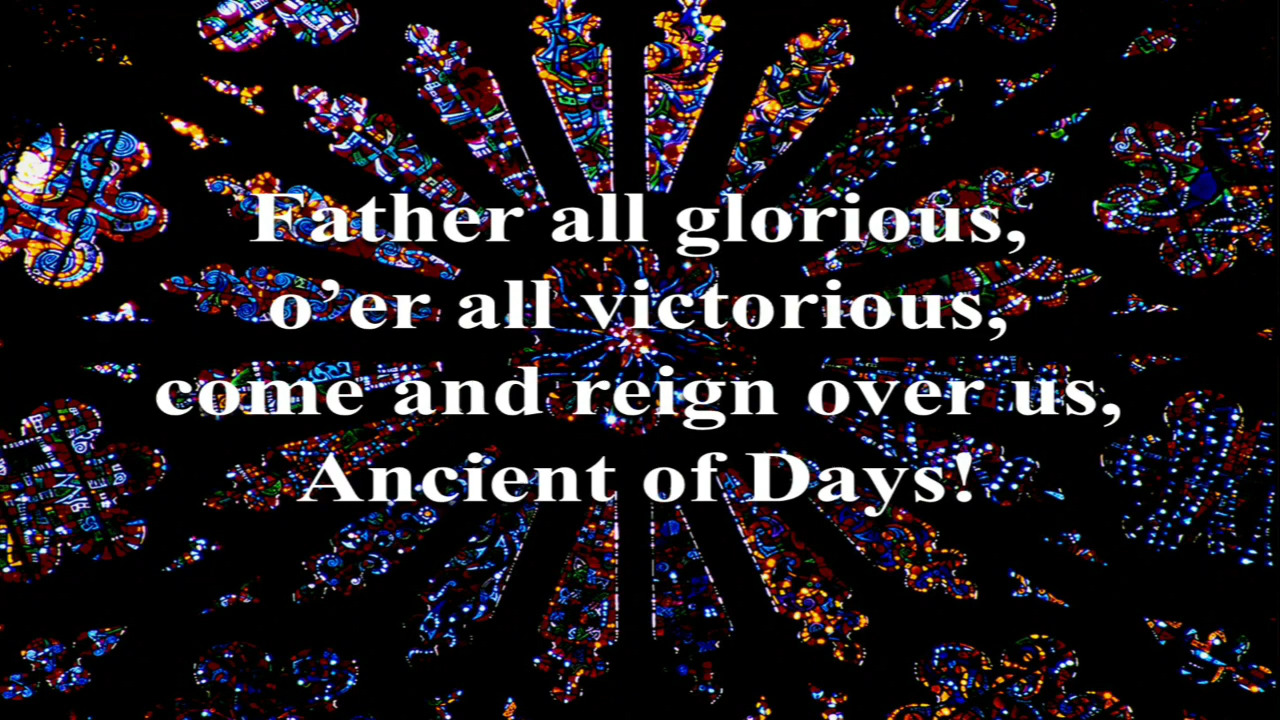 Father all glorious,
o’er all victorious,
come and reign over us,
Ancient of Days!